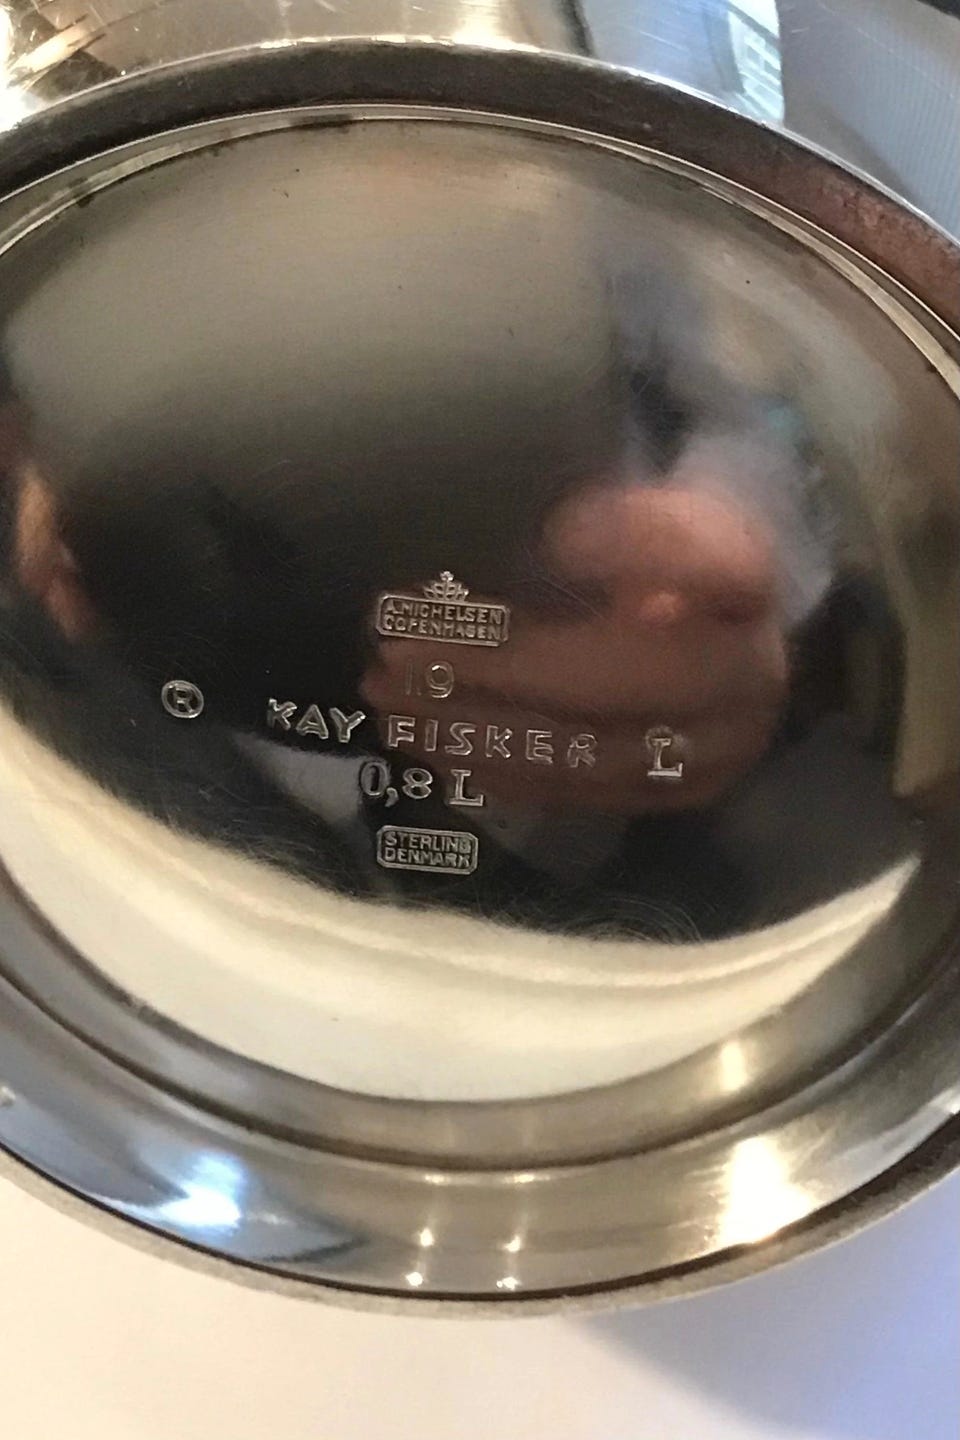 A.MICHELSEN
COPENHAGEN
19
® KAY FISKER L
0,8 L
STERLING
DENMARK